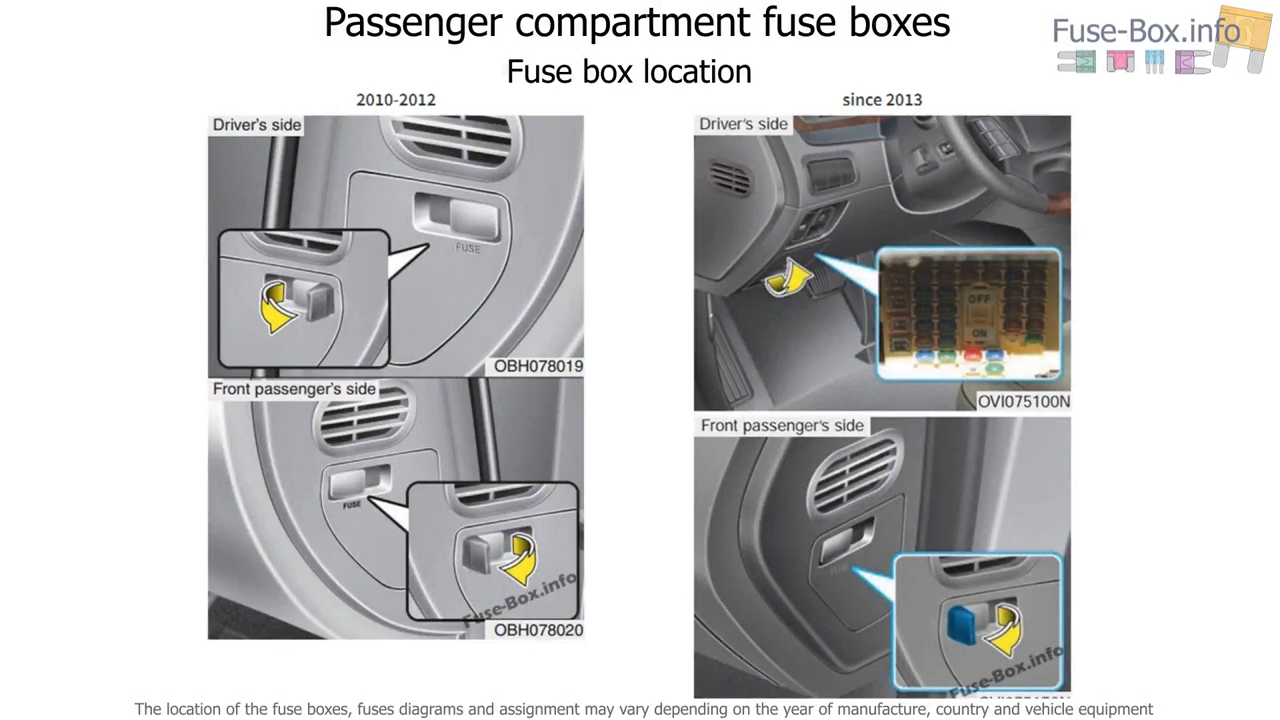 Passenger compartment fuse boxes
Fuse-Box.info
Fuse box location
2010-2012
Driver's side
FUSE
OBH078019
Front passenger's side
FUSE
Fuse-Box.info
OBH078020
since 2013
Driver's side
OFF
ON
OVI075100N
Front passenger's side
Fuse-Box.info
The location of the fuse boxes, fuses diagrams and assignment may vary depending on the year of manufacture, country and vehicle equipment